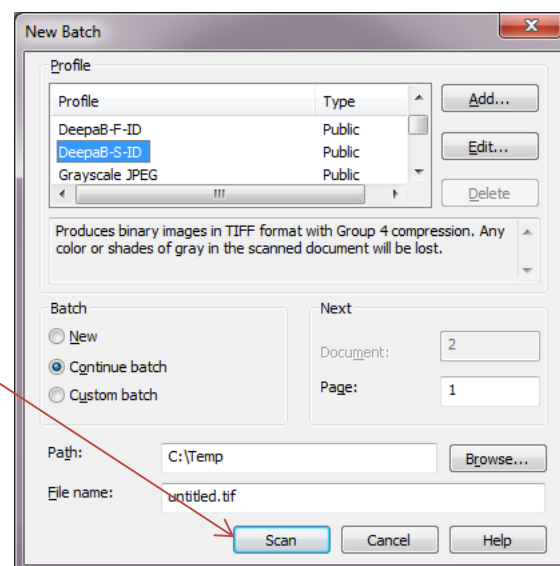 New Batch
Profile
Profile Type
DeepaB-F-ID Public
DeepaB-S-ID Public
Grayscale JPEG Public
Add...
Edit...
Delete
Produces binary images in TIFF format with Group 4 compression. Any
color or shades of gray in the scanned document will be lost.
Batch
New
Continue batch
Custom batch
Next
Document: 2
Page: 1
Path: C:\Temp Browse...
File name: untitled.tif
Scan Cancel Help